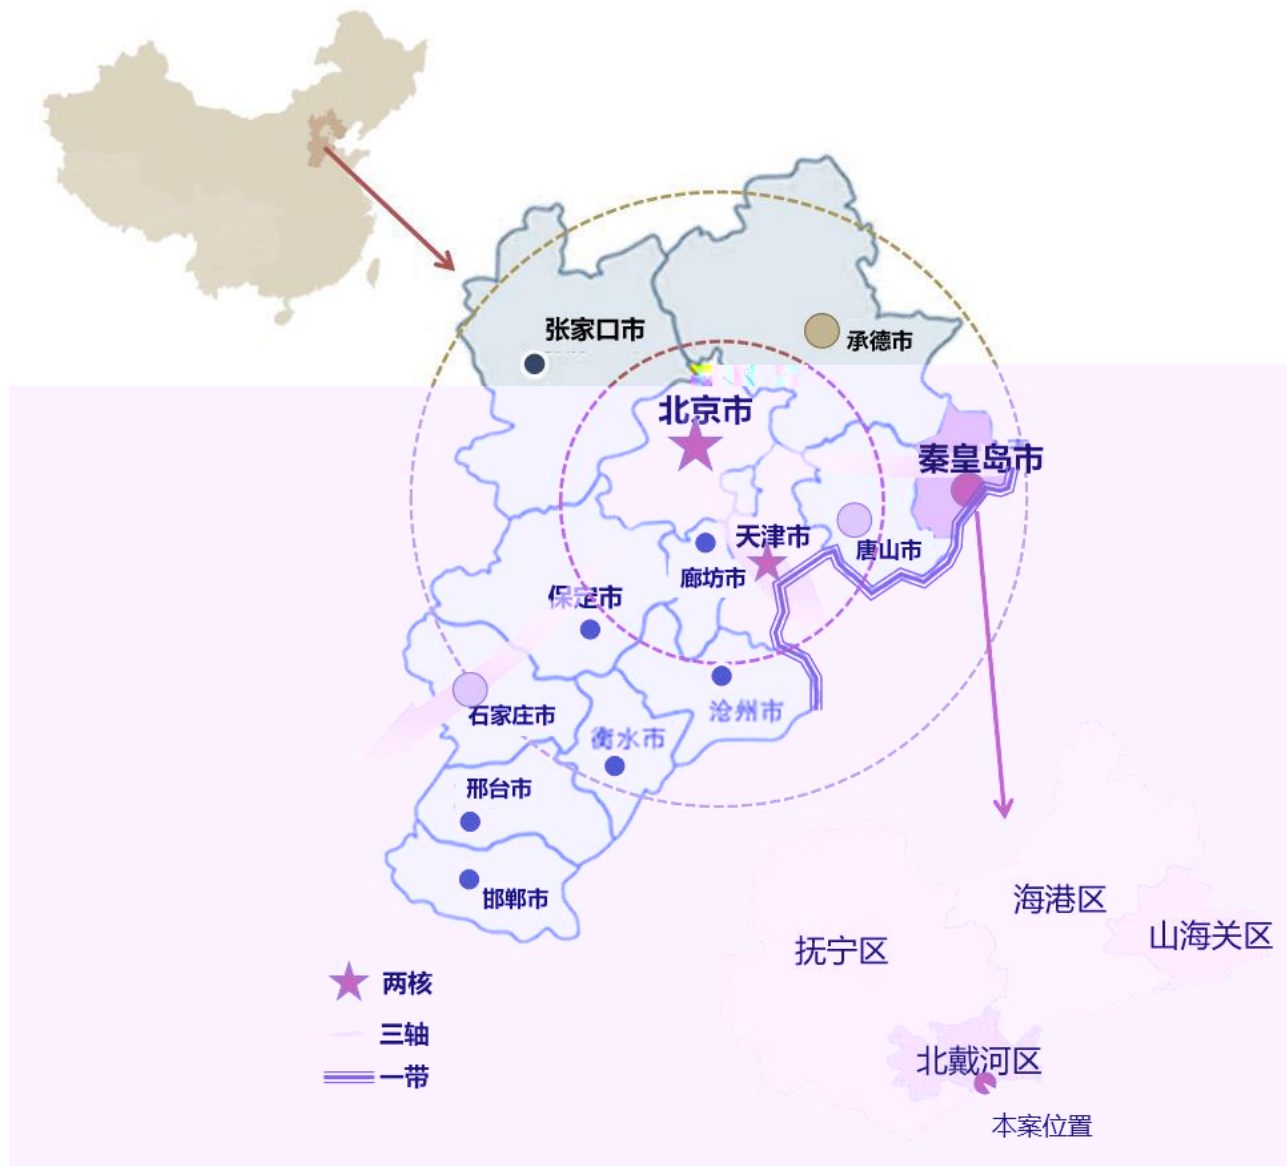 张家口市
承德市
北京市
秦皇岛市
天津市
唐山市
廊坊市
保定市
石家庄市
沧州市
衡水市
邢台市
邯郸市
海港区
山海关区
抚宁区
北戴河区
本案位置
两核
三轴
一带